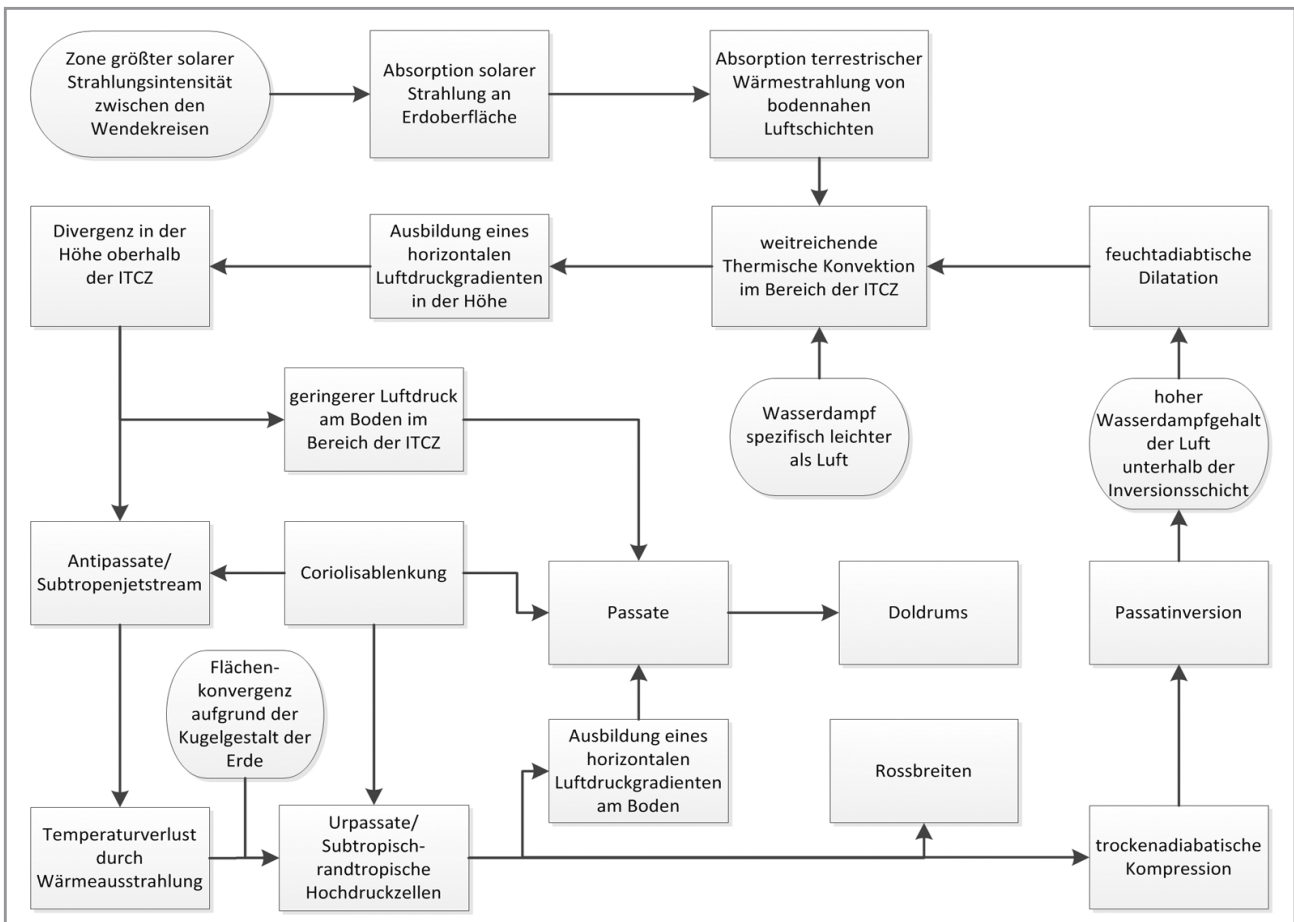 Zone größter solarer
Strahlungsintensität
zwischen den
Wendekreisen
Absorption solarer
Strahlung an
Erdoberfläche
Absorption terrestrischer
Wärmestrahlung von
bodennahen
Luftschichten
Divergenz in der
Höhe oberhalb
der ITCZ
Ausbildung eines
horizontalen
Luftdruckgradienten
in der Höhe
weitreichende
Thermische Konvektion
im Bereich der ITCZ
feuchtadiabtische
Dilatation
geringerer Luftdruck
am Boden im
Bereich der ITCZ
Wasserdampf
spezifisch leichter
als Luft
hoher
Wasserdampfgehalt
der Luft
unterhalb der
Inversionsschicht
Antipassate/
Subtropenjetstream
Coriolisablenkung
Passate
Doldrums
Passatinversion
Flächen-
konvergenz
aufgrund der
Kugelgestalt der
Erde
Ausbildung eines
horizontalen
Luftdruckgradienten
am Boden
Rossbreiten
Temperaturverlust
durch
Wärmeausstrahlung
Urpassate/
Subtropisch-
randtropische
Hochdruckzellen
trockenadiabatische
Kompression